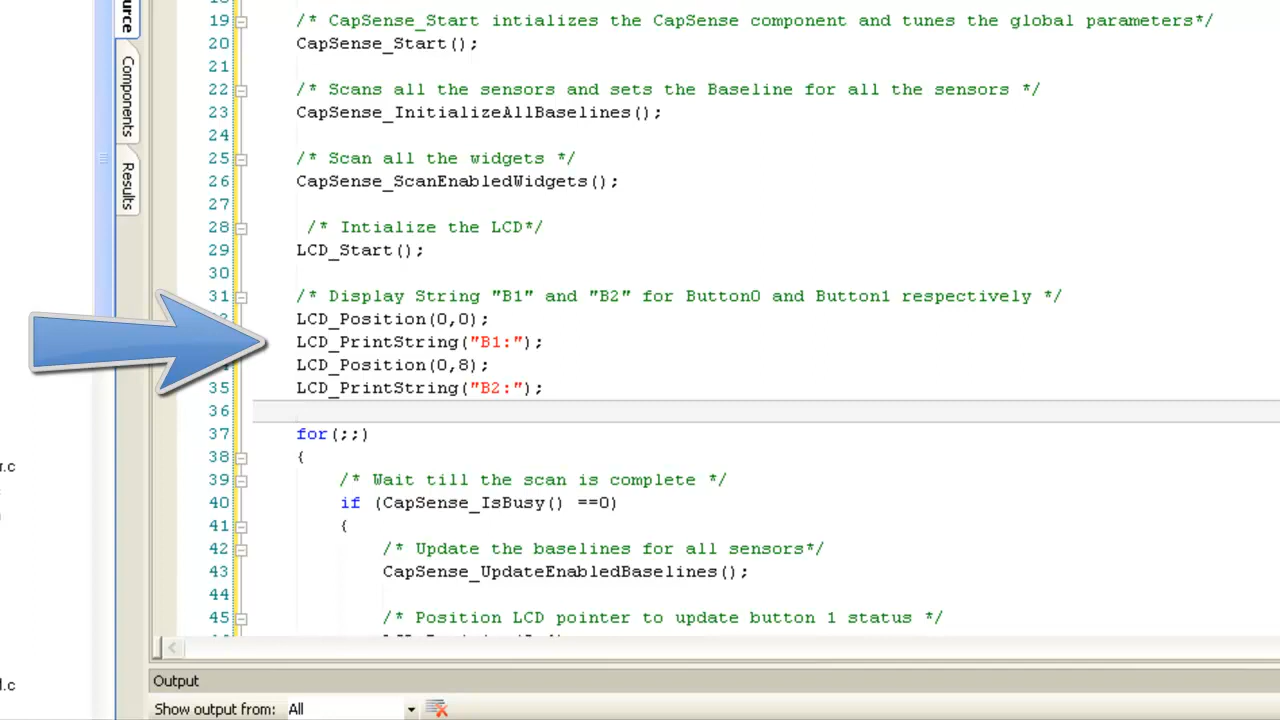 urce
Components
Results
19 /* CapSense_Start intializes the CapSense component and tunes the global parameters*/
20 CapSense_Start();
21
22 /* Scans all the sensors and sets the Baseline for all the sensors */
23 CapSense_InitializeAllBaselines();
24
25 /* Scan all the widgets */
26 CapSense_ScanEnabledWidgets();
27
28 /* Intialize the LCD*/
29 LCD_Start();
30
31 /* Display String "B1" and "B2" for Button0 and Button1 respectively */
LCD_Position(0,0);
LCD_PrintString("B1:");
LCD_Position(0,8);
35 LCD_PrintString("B2:");
36
37 for(;;)
38 {
39 /* Wait till the scan is complete */
40 if (CapSense_IsBusy() ==0)
41 {
42 /* Update the baselines for all sensors*/
43 CapSense_UpdateEnabledBaselines();
44
45 /* Position LCD pointer to update button 1 status */
r.c
l.c
Output
Show output from: All